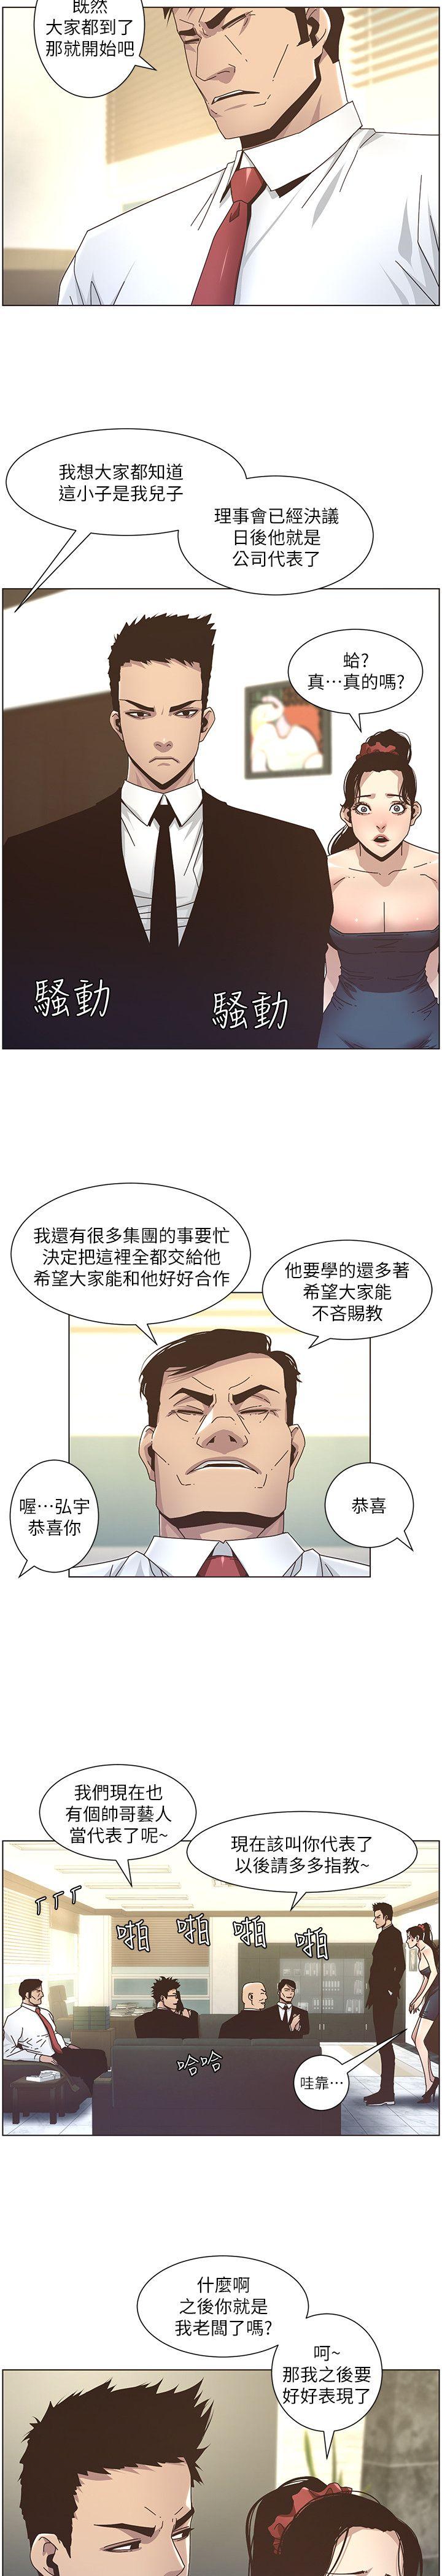 既然
大家都到了
那就開始吧
我想大家都知道
這小子是我兒子
理事會已經決議
日後他就是
公司代表了
蛤?
真…真的嗎?
騷動
騷動
我還有很多集團的事要忙
決定把這裡全都交給他
希望大家能和他好好合作
他要學的還多著
希望大家能
不吝賜教
喔…弘宇
恭喜你
恭喜
我們現在也
有個帥哥藝人
當代表了呢~
現在該叫你代表了
以後請多多指教~
啪
啪
啪
啪
哈哈
哇靠…
什麼啊
之後你就是
我老闆了嗎?
呵~
那我之後要
好好表現了